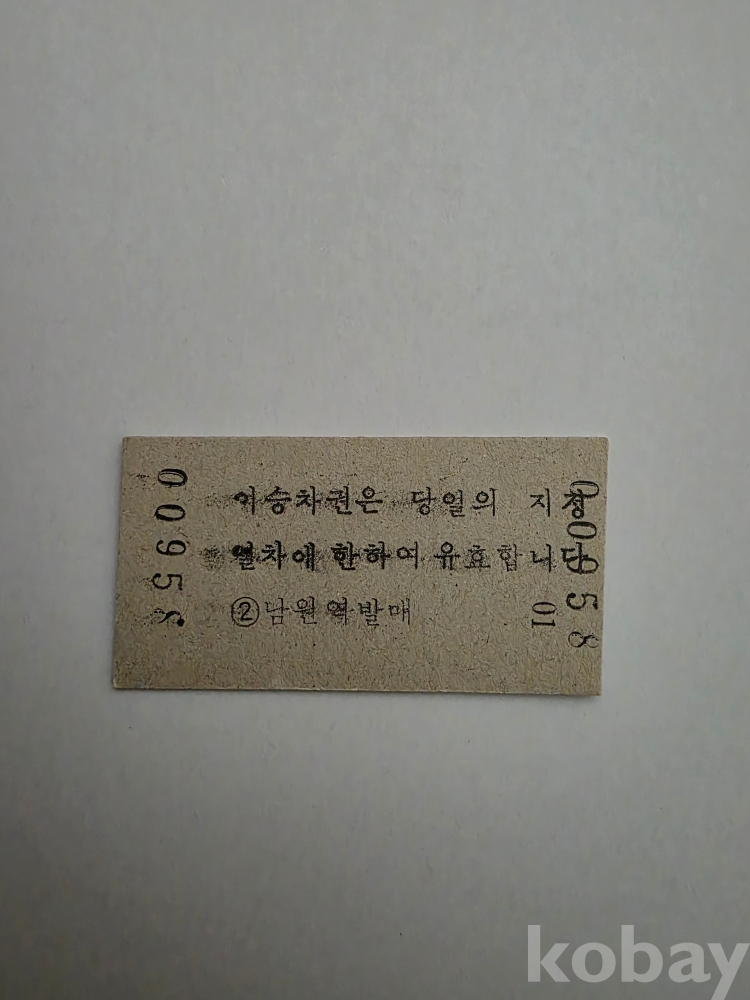 이승차권은 당일의 지정
열차에 한하여 유효합니다
②남원역발매
01
00958
00958
kobay